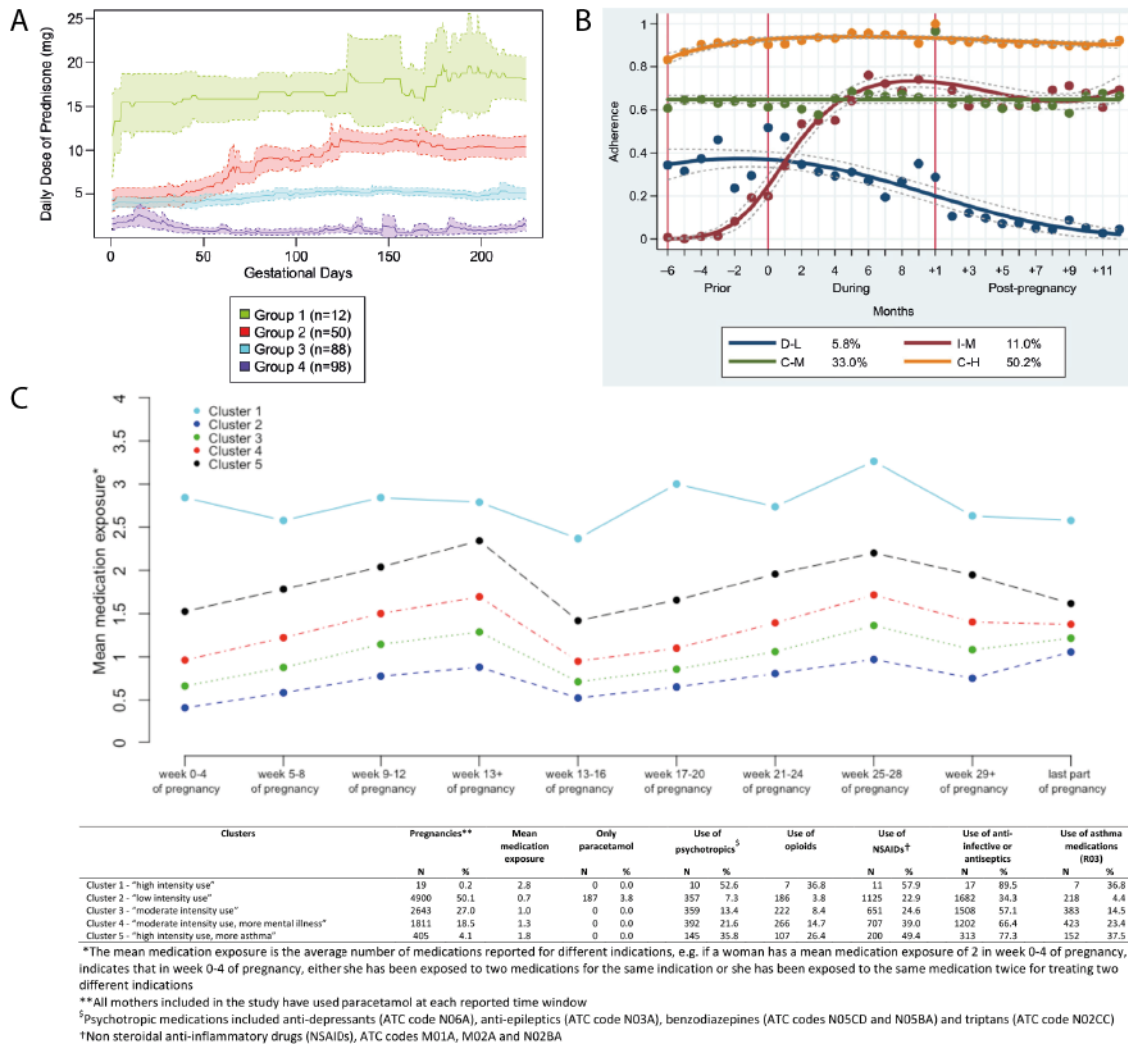 A
Daily Dose of Prednisone (mg)
25
20
15
10
5
0 50 100 150 200
Gestational Days
Group 1 (n=12)
Group 2 (n=50)
Group 3 (n=88)
Group 4 (n=98)
B
Adherence
1
0.8
0.6
0.4
0.2
0
–6 –4 –2 0 2 4 6 8 +1 +3 +5 +7 +9 +11
Prior During Post-pregnancy
Months
D-L 5.8% I-M 11.0%
C-M 33.0% C-H 50.2%
C
Mean medication exposure*
4
3.5
3
2.5
2
1.5
1
0.5
0
Cluster 1
Cluster 2
Cluster 3
Cluster 4
Cluster 5
week 0-4 week 5-8 week 9-12 week 13+ week 13-16 week 17-20 week 21-24 week 25-28 week 29+ last part
of pregnancy of pregnancy of pregnancy of pregnancy of pregnancy of pregnancy of pregnancy of pregnancy of pregnancy of pregnancy
Clusters Pregnancies** Mean medication exposure Only paracetamol Use of psychotropics$ Use of opioids Use of NSAIDs† Use of anti-infective or antiseptics Use of asthma medications (R03)
N % N % N % N % N % N % N %
Cluster 1 - "high intensity use" 19 0.2 2.8 0 0.0 10 52.6 7 36.8 11 57.9 17 89.5 7 36.8
Cluster 2 - "low intensity use" 4900 50.1 0.7 187 3.8 357 7.3 186 3.8 1125 22.9 1682 34.3 218 4.4
Cluster 3 - "moderate intensity use" 2643 27.0 1.0 0 0.0 359 13.4 222 8.4 651 24.6 1508 57.1 383 14.5
Cluster 4 - "moderate intensity use, more mental illness" 1811 18.5 1.3 0 0.0 392 21.6 266 14.7 707 39.0 1202 66.4 423 23.4
Cluster 5 - "high intensity use, more asthma" 405 4.1 1.8 0 0.0 145 35.8 107 26.4 200 49.4 313 77.3 152 37.5
*The mean medication exposure is the average number of medications reported for different indications, e.g. if a woman has a mean medication exposure of 2 in week 0-4 of pregnancy,
indicates that in week 0-4 of pregnancy, either she has been exposed to two medications for the same indication or she has been exposed to the same medication twice for treating two
different indications
**All mothers included in the study have used paracetamol at each reported time window
$Psychotropic medications included anti-depressants (ATC code N06A), anti-epileptics (ATC code N03A), benzodiazepines (ATC codes N05CD and N05BA) and triptans (ATC code N02CC)
†Non steroidal anti-inflammatory drugs (NSAIDs), ATC codes M01A, M02A and N02BA